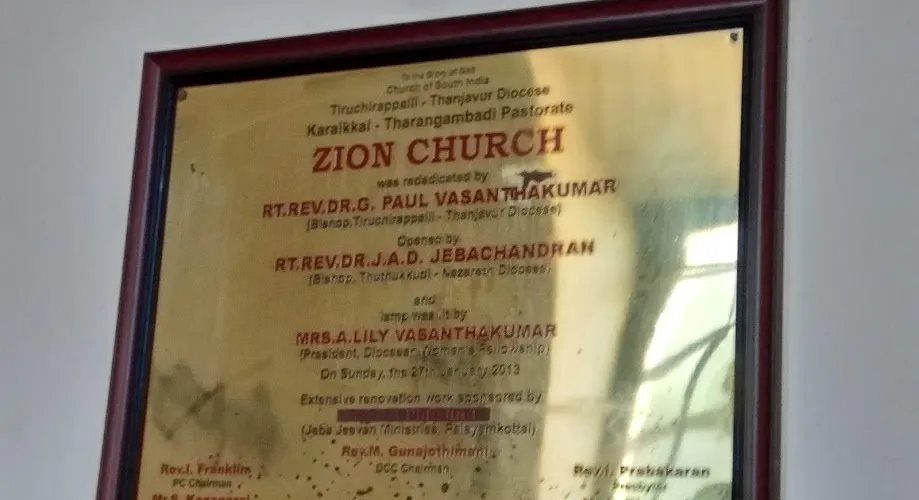 To the Glory of God
Church of South India
Tiruchirappalli - Thanjavur Diocese
Karaikkal - Tharangambadi Pastorate
ZION CHURCH
was rededicated by
RT.REV.DR.G. PAUL VASANTHAKUMAR
(Bishop,Tiruchirappalli - Thanjavur Diocese)
Opened by
RT.REV.DR.J.A.D. JEBACHANDRAN
(Bishop, Thuthukkudi - Nazareth Diocese)
and
lamp was lit by
MRS.A.LILY VASANTHAKUMAR
(President, Diocesan Women's Fellowship)
On Sunday, the 27th January 2013
Extensive renovation work sponsored by
(Jeba Jeevan Ministries, Palayamkottai)
Rev.M. Gunajothimani
DCC Chairman
Rev.I. Franklin
PC Chairman
Rev.J. Prabakaran
Presbyter
Mr.S.